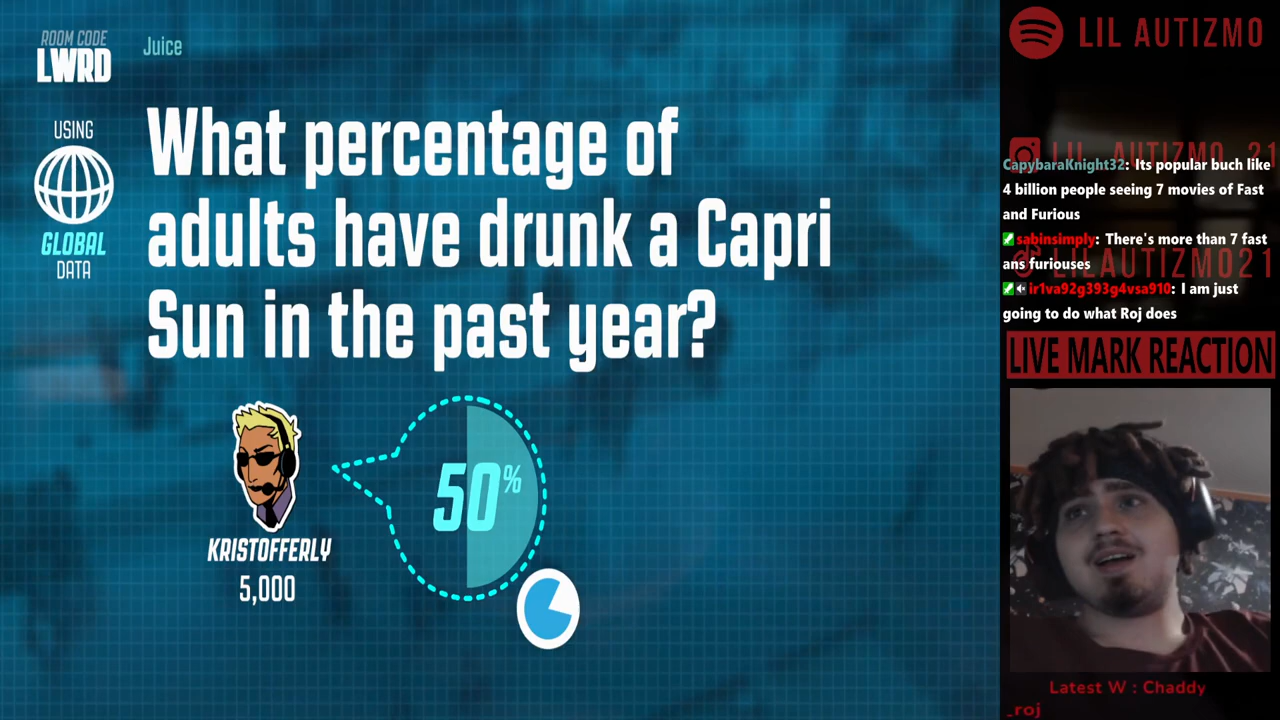 ROOM CODE
LWRD
Juice
USING
GLOBAL
DATA
What percentage of
adults have drunk a Capri
Sun in the past year?
50%
KRISTOFFERLY
5,000
LIL AUTIZMO
LIL_AUTIZMO_21
CapybaraKnight32: Its popular buch like
4 billion people seeing 7 movies of Fast
and Furious
sabinsimply: There's more than 7 fast
ans furiouses
LILAUTIZMO21
ir1va92g393g4vsa910: I am just
going to do what Roj does
LIVE MARK REACTION
Latest W : Chaddy
_roj